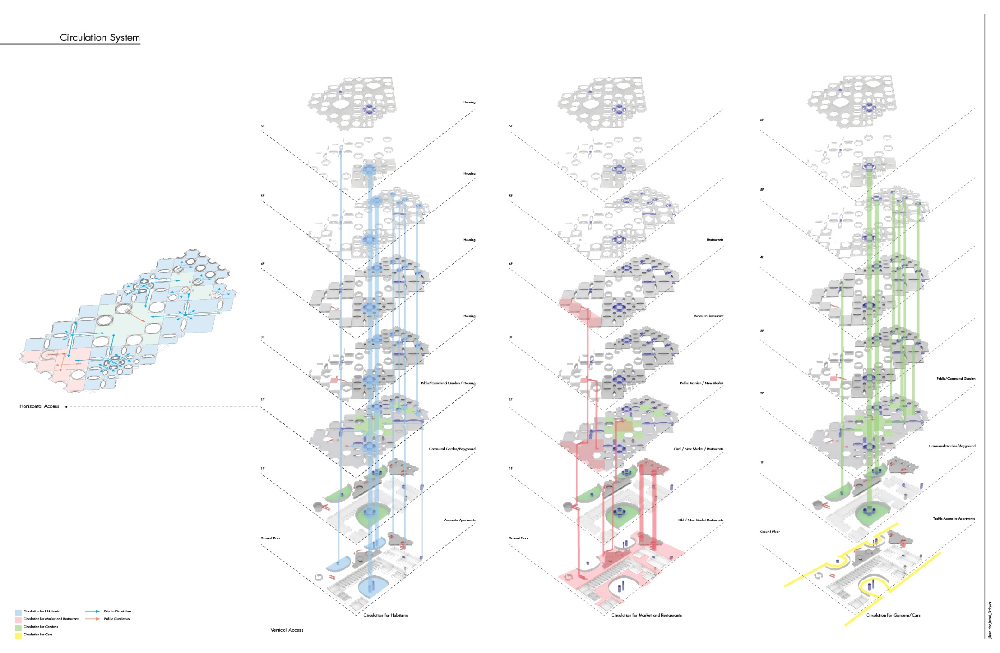 Circulation System
Horizontal Access
Circulation for Habitants
Circulation for Market and Restaurants
Circulation for Gardens
Circulation for Cars
Private Circulation
Public Circulation
Housing
6F
Housing
5F
Housing
4F
Housing
3F
Public/Communal Garden / Housing
2F
Communal Garden/Playground
1F
Access to Apartments
Ground Floor
Circulation for Habitants
Vertical Access
6F
5F
Restaurants
4F
Access to Restaurant
3F
Public Garden / New Market
2F
Ond / New Market / Restaurants
1F
Old / New Market Restaurants
Ground Floor
Circulation for Market and Restaurants
6F
5F
4F
3F
Public/Communal Garden
2F
Communal Garden/Playground
1F
Traffic Access to Apartments
Ground Floor
Circulation for Gardens/Cars
Jihyun Heo_Inter6_3rd year